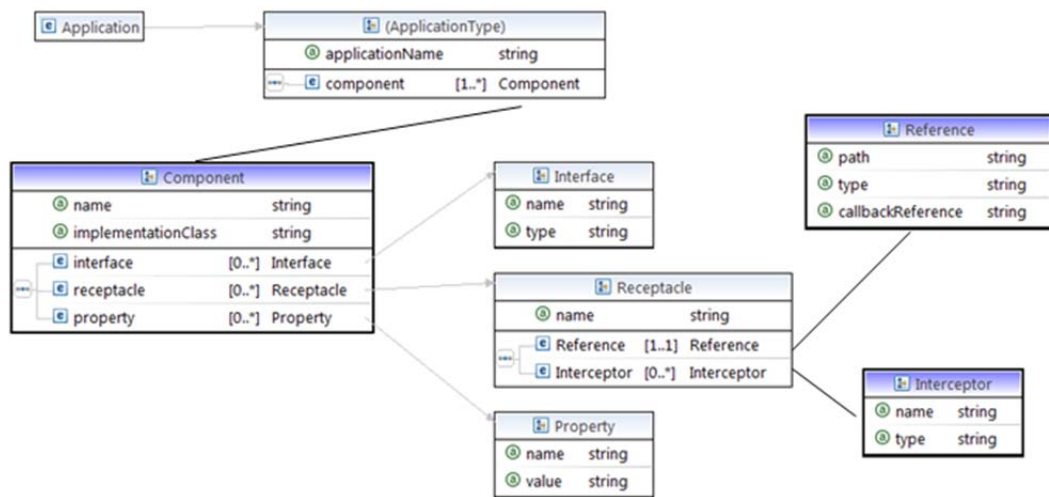 Application
(ApplicationType)
applicationName string
component [1..*] Component
Component
name string
implementationClass string
interface [0..*] Interface
receptacle [0..*] Receptacle
property [0..*] Property
Interface
name string
type string
Receptacle
name string
Reference [1..1] Reference
Interceptor [0..*] Interceptor
Property
name string
value string
Reference
path string
type string
callbackReference string
Interceptor
name string
type string